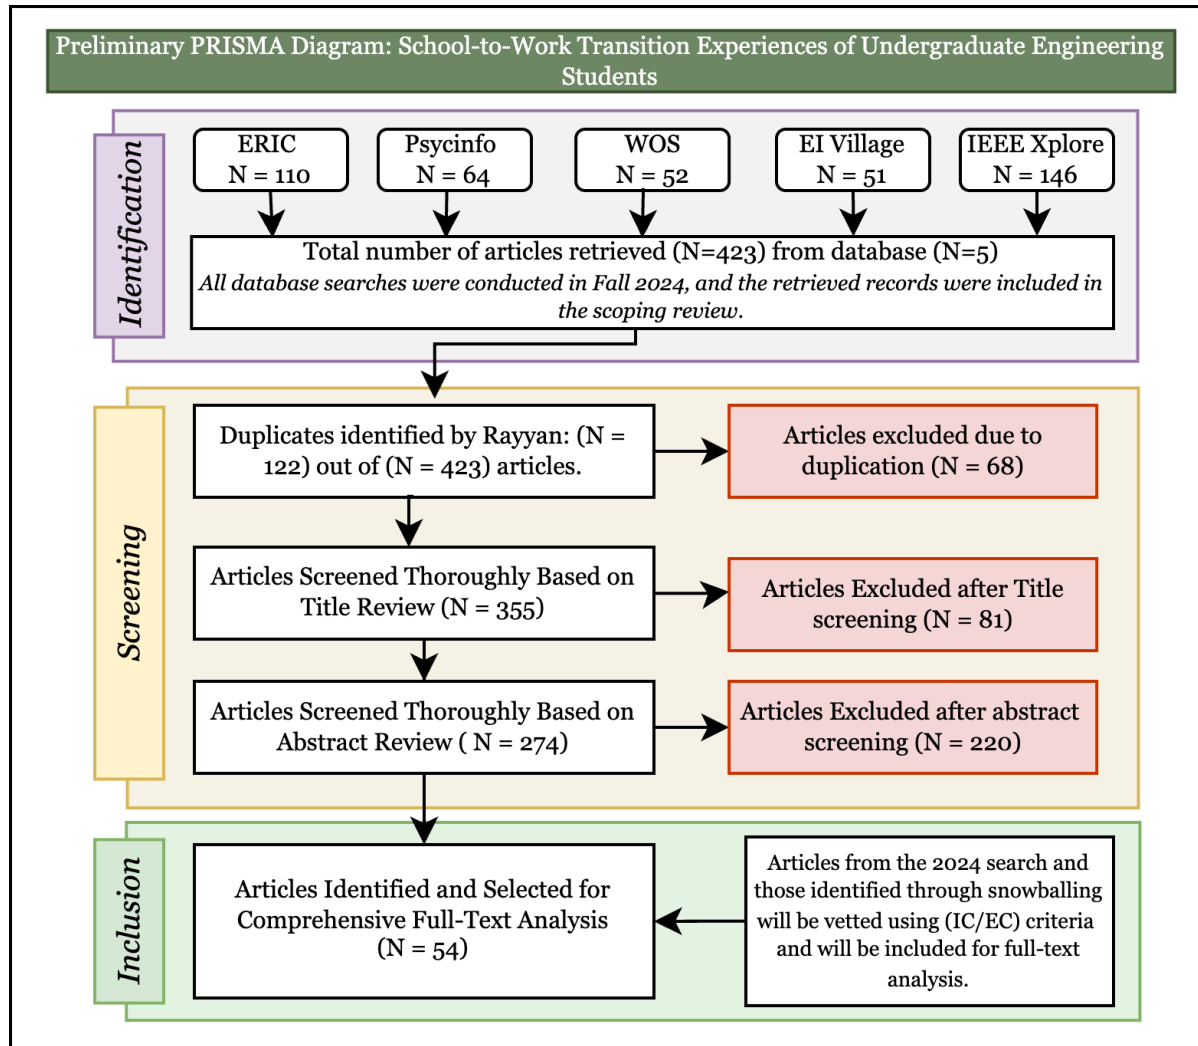 Preliminary PRISMA Diagram: School-to-Work Transition Experiences of Undergraduate Engineering
Students
Identification
ERIC
N = 110
Psycinfo
N = 64
WOS
N = 52
EI Village
N = 51
IEEE Xplore
N = 146
Total number of articles retrieved (N=423) from database (N=5)
All database searches were conducted in Fall 2024, and the retrieved records were included in
the scoping review.
Screening
Duplicates identified by Rayyan: (N =
122) out of (N = 423) articles.
Articles excluded due to
duplication (N = 68)
Articles Screened Thoroughly Based on
Title Review (N = 355)
Articles Excluded after Title
screening (N = 81)
Articles Screened Thoroughly Based on
Abstract Review ( N = 274)
Articles Excluded after abstract
screening (N = 220)
Inclusion
Articles Identified and Selected for
Comprehensive Full-Text Analysis
(N = 54)
Articles from the 2024 search and
those identified through snowballing
will be vetted using (IC/EC) criteria
and will be included for full-text
analysis.